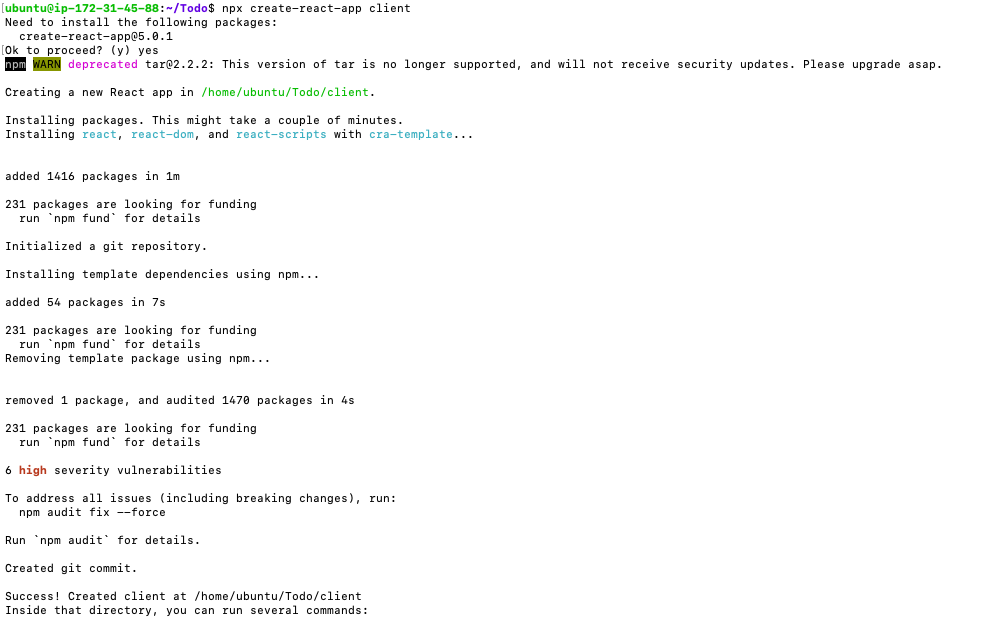 ubuntu@ip-172-31-45-88:~/Todo$ npx create-react-app client
Need to install the following packages:
  create-react-app@5.0.1
Ok to proceed? (y) yes
npm WARN deprecated tar@2.2.2: This version of tar is no longer supported, and will not receive security updates. Please upgrade asap.
Creating a new React app in /home/ubuntu/Todo/client.
Installing packages. This might take a couple of minutes.
Installing react, react-dom, and react-scripts with cra-template...
added 1416 packages in 1m
231 packages are looking for funding
  run `npm fund` for details
Initialized a git repository.
Installing template dependencies using npm...
added 54 packages in 7s
231 packages are looking for funding
  run `npm fund` for details
Removing template package using npm...
removed 1 package, and audited 1470 packages in 4s
231 packages are looking for funding
  run `npm fund` for details
6 high severity vulnerabilities
To address all issues (including breaking changes), run:
  npm audit fix --force
Run `npm audit` for details.
Created git commit.
Success! Created client at /home/ubuntu/Todo/client
Inside that directory, you can run several commands: